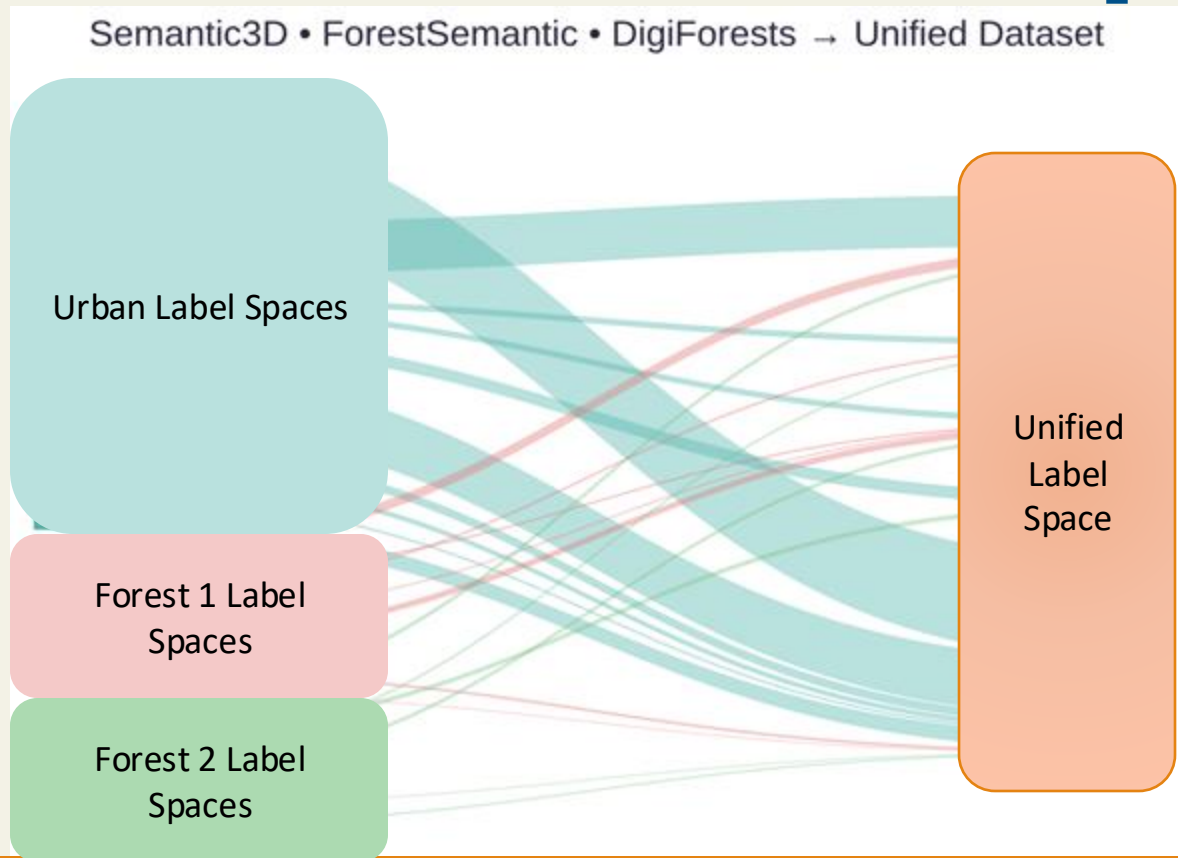 Semantic3D • ForestSemantic • DigiForests → Unified Dataset
Urban Label Spaces
Forest 1 Label
Spaces
Forest 2 Label
Spaces
Unified
Label
Space